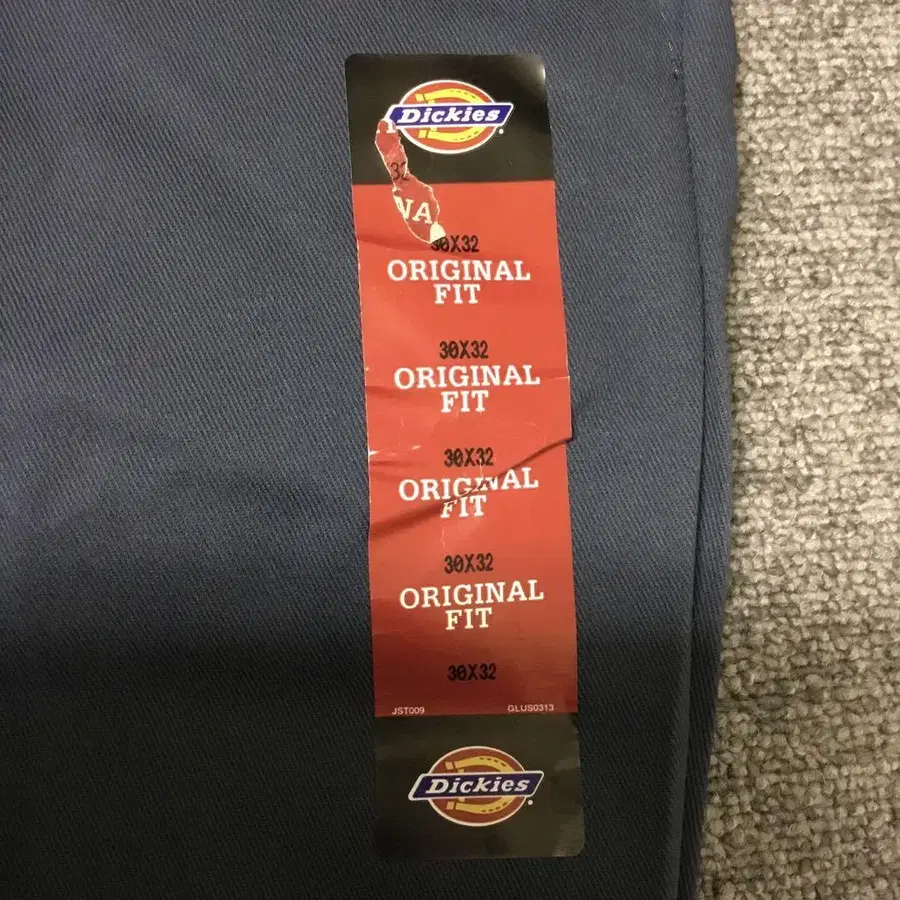 Dickies
30X32
ORIGINAL
FIT
30X32
ORIGINAL
FIT
30X32
ORIGINAL
FIT
30X32
ORIGINAL
FIT
30X32
JST009 GLUS0313
Dickies